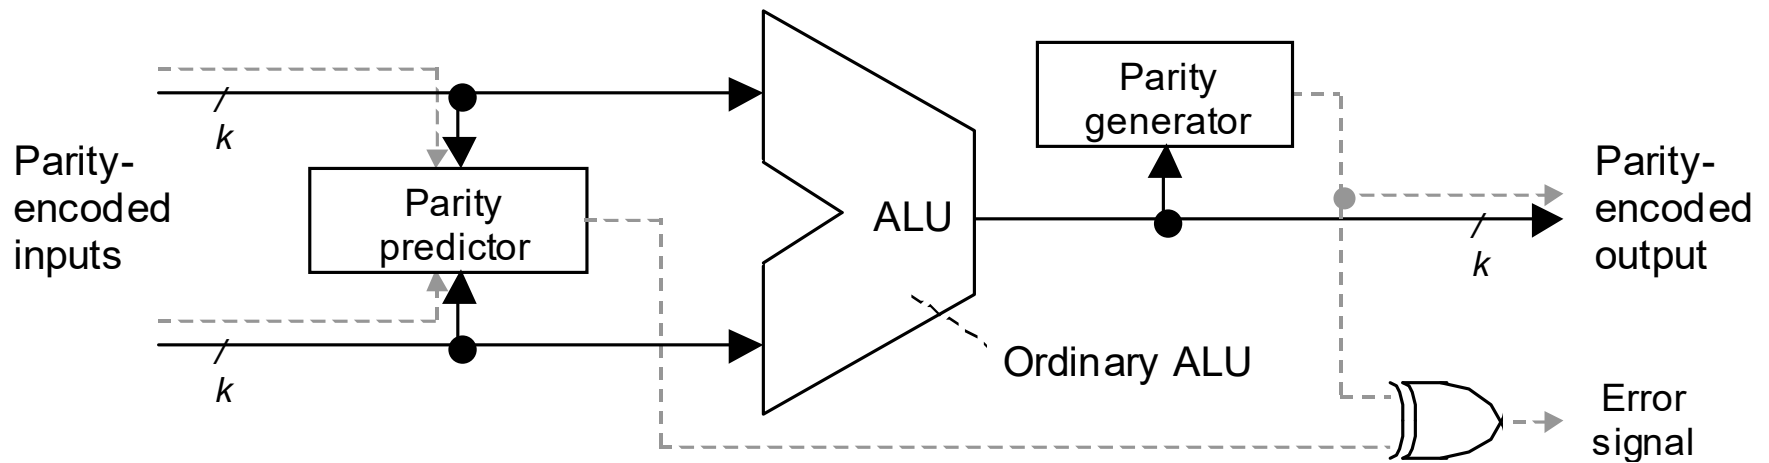 k
Parity-
encoded
inputs
Parity
predictor
k
ALU
Ordinary ALU
Parity
generator
k
Parity-
encoded
output
Error
signal